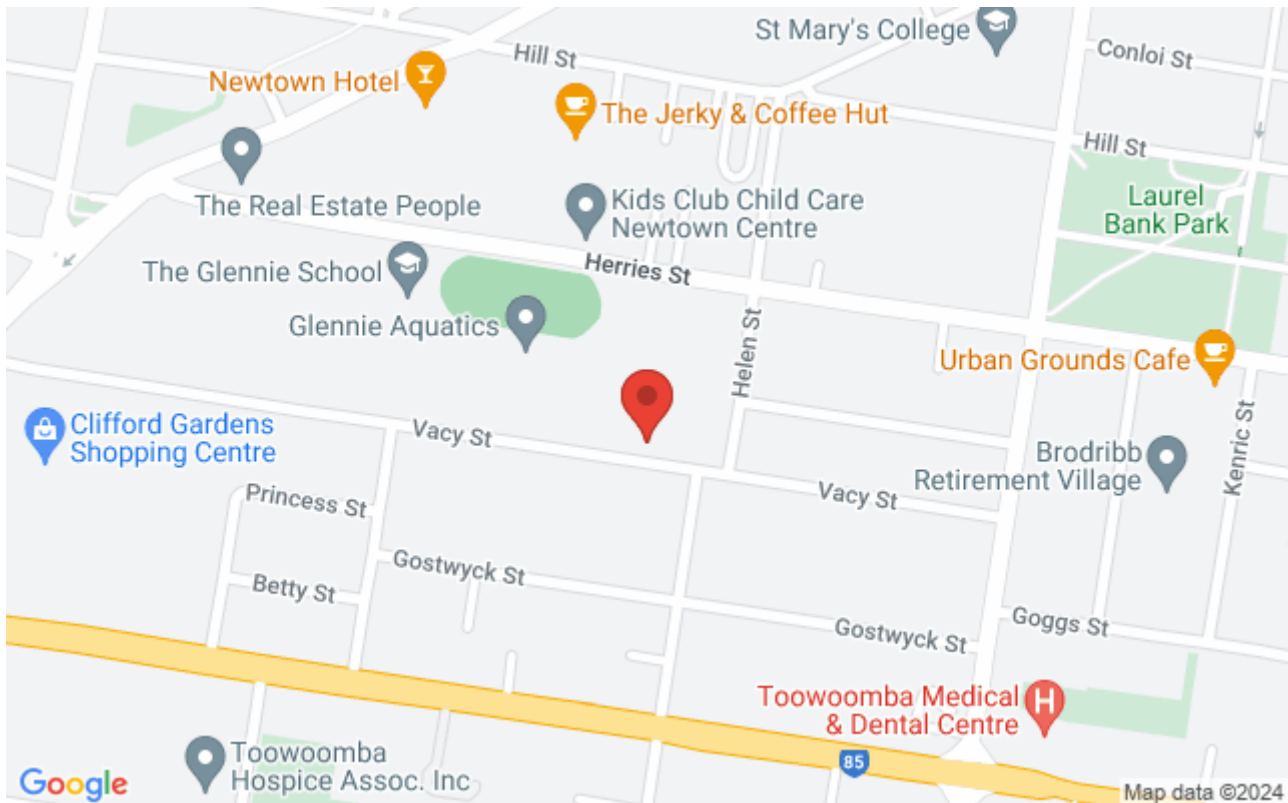 St Mary's College
Hill St
Conloi St
Newtown Hotel
The Jerky & Coffee Hut
Hill St
The Real Estate People
Kids Club Child Care
Newtown Centre
Laurel
Bank Park
The Glennie School
Herries St
Glennie Aquatics
Helen St
Urban Grounds Cafe
Clifford Gardens
Shopping Centre
Vacy St
Kenric St
Brodribb
Retirement Village
Princess St
Vacy St
Gostwyck St
Betty St
Goggs St
Gostwyck St
Toowoomba Medical
& Dental Centre
H
Toowoomba
Hospice Assoc. Inc
85
Google
Map data ©2024